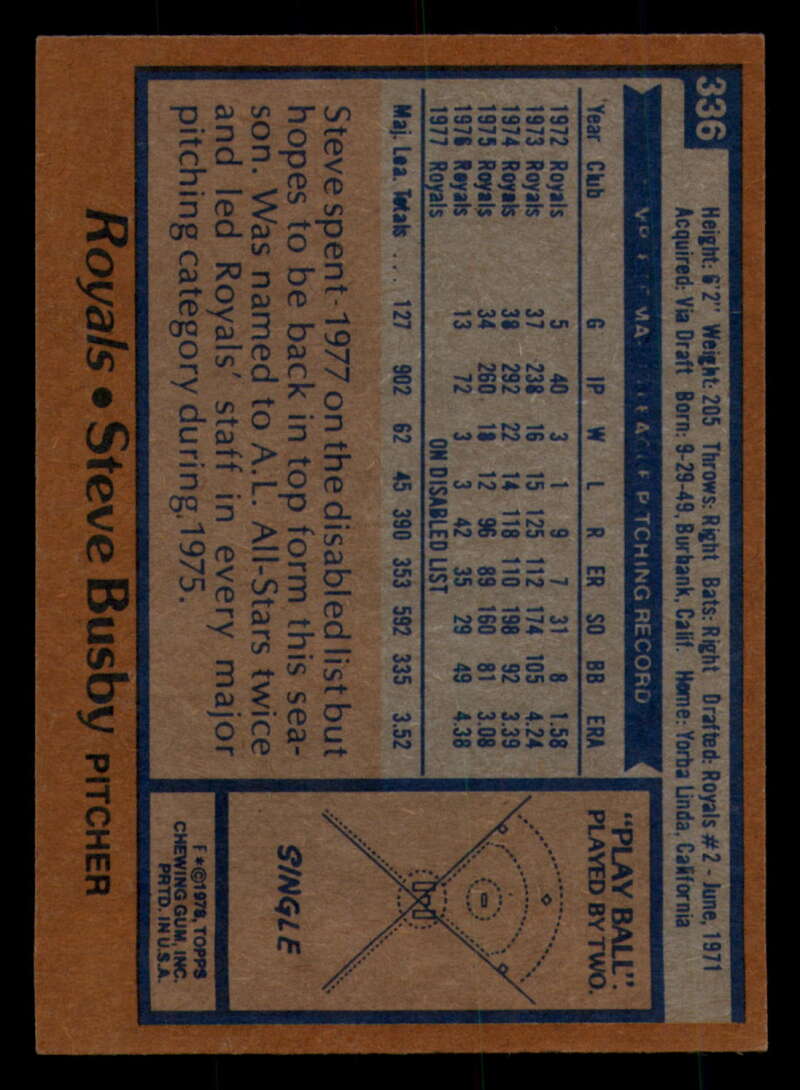 336
Height: 6'2" Weight: 205 Throws: Right Bats: Right Drafted: Royals #2 - June, 1971
Acquired: Via Draft Born: 9-29-49, Burbank, Calif. Home: Yorba Linda, California
PITCHING RECORD
Year Club G IP W L R ER SO BB ERA
1972 Royals 5 40 3 1 9 7 31 8 1.58
1973 Royals 37 238 16 15 125 112 174 105 4.24
1974 Royals 38 292 22 14 118 110 198 92 3.39
1975 Royals 34 260 18 12 96 89 160 81 3.08
1976 Royals 13 72 3 3 42 35 29 49 4.38
1977 Royals ON DISABLED LIST
Maj. Lea. Totals ... 127 902 62 45 390 353 592 335 3.52
Steve spent 1977 on the disabled list but
hopes to be back in top form this sea-
son. Was named to A.L. All-Stars twice
and led Royals' staff in every major
pitching category during 1975.
"PLAY BALL".
PLAYED BY TWO.
SINGLE
F*©1978, TOPPS
CHEWING GUM, INC.
PRTD. IN U.S.A.
Royals • Steve Busby PITCHER